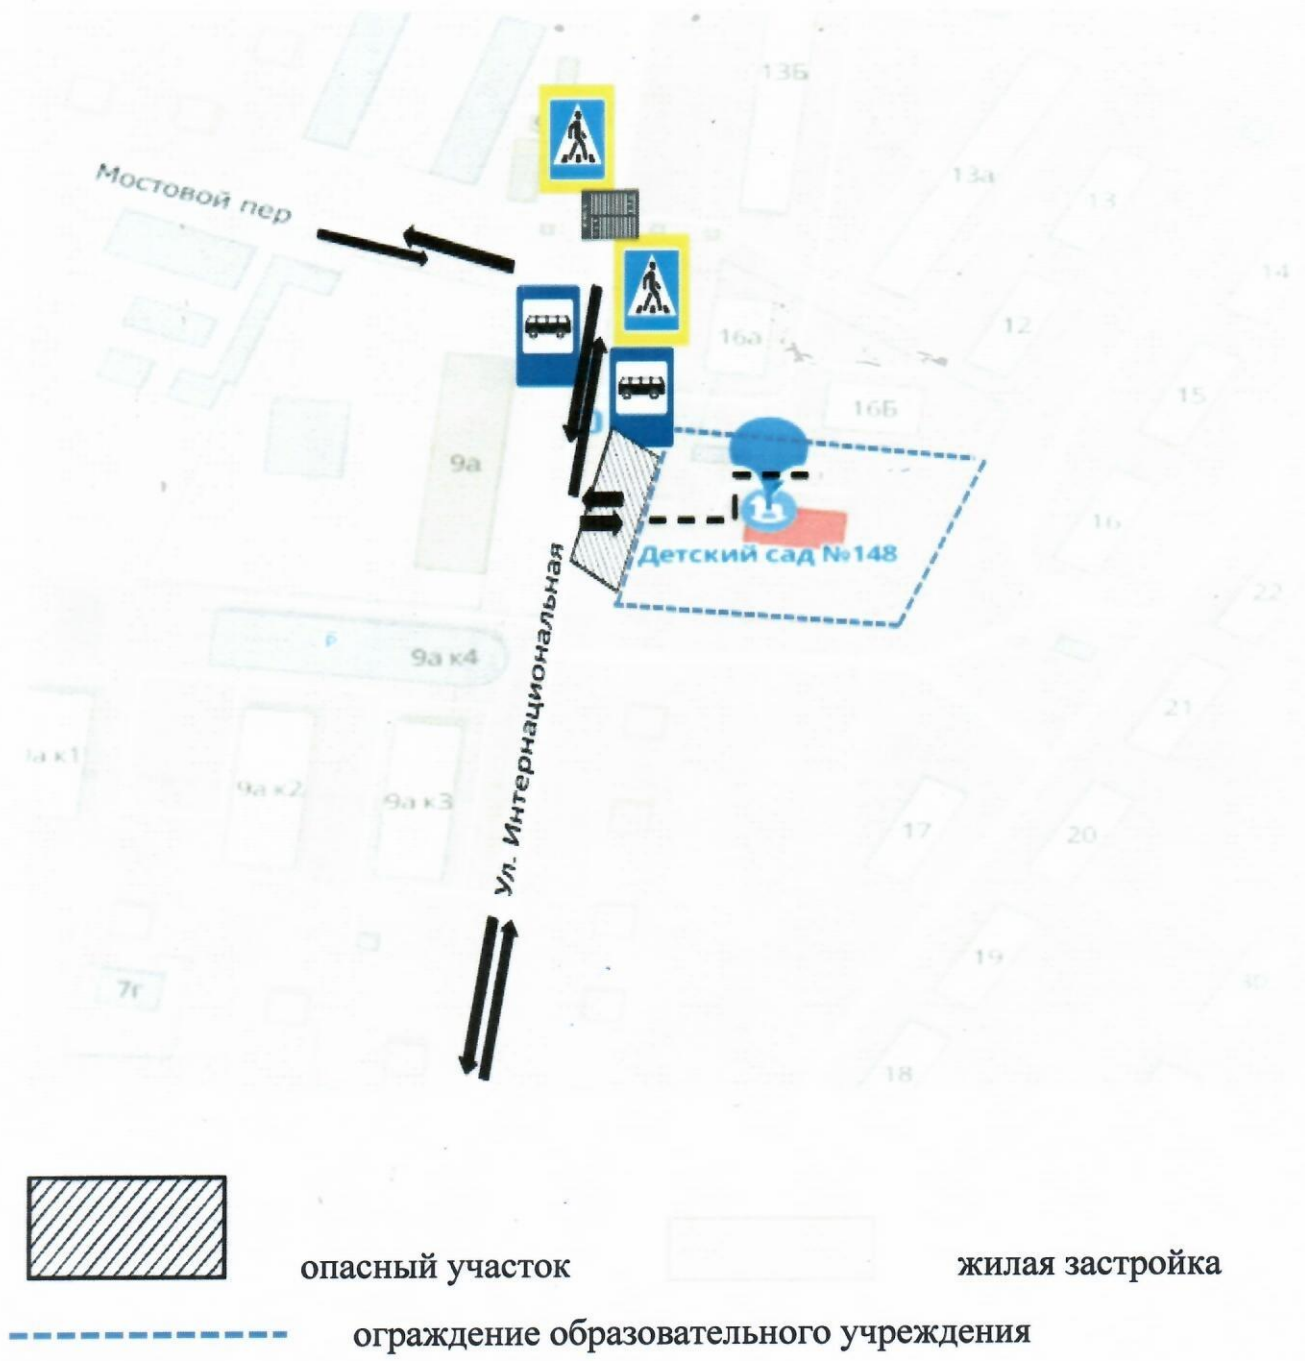 13Б
Мостовой пер
13а
13
14
12
16а
15
16Б
9а
16
Детский сад №148
22
Ул. Интернациональная
9а к4
21
9а к2
9а к3
17
20
19
7г
30
18
опасный участок
жилая застройка
ограждение образовательного учреждения